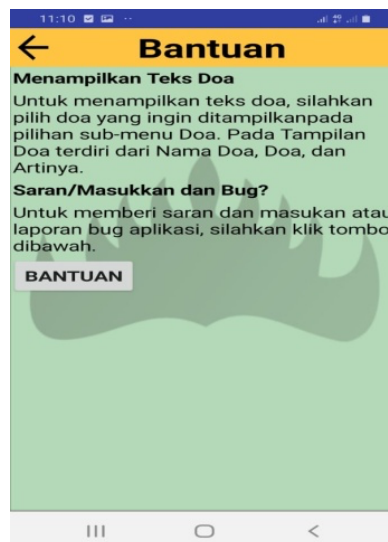 11:10
Bantuan
Menampilkan Teks Doa
Untuk menampilkan teks doa, silahkan
pilih doa yang ingin ditampilkanpada
pilihan sub-menu Doa. Pada Tampilan
Doa terdiri dari Nama Doa, Doa, dan
Artinya.
Saran/Masukkan dan Bug?
Untuk memberi saran dan masukan atau
laporan bug aplikasi, silahkan klik tombo
dibawah.
BANTUAN